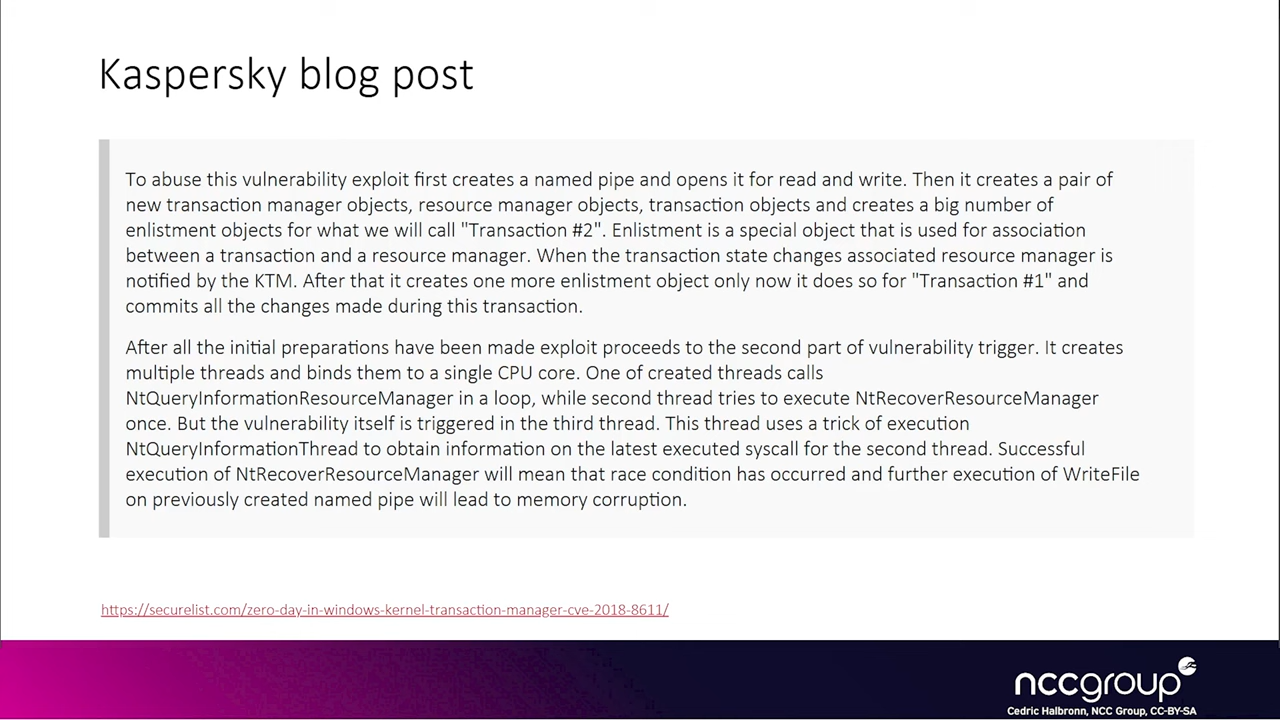 Kaspersky blog post
To abuse this vulnerability exploit first creates a named pipe and opens it for read and write. Then it creates a pair of
new transaction manager objects, resource manager objects, transaction objects and creates a big number of
enlistment objects for what we will call "Transaction #2". Enlistment is a special object that is used for association
between a transaction and a resource manager. When the transaction state changes associated resource manager is
notified by the KTM. After that it creates one more enlistment object only now it does so for "Transaction #1" and
commits all the changes made during this transaction.
After all the initial preparations have been made exploit proceeds to the second part of vulnerability trigger. It creates
multiple threads and binds them to a single CPU core. One of created threads calls
NtQueryInformationResourceManager in a loop, while second thread tries to execute NtRecoverResourceManager
once. But the vulnerability itself is triggered in the third thread. This thread uses a trick of execution
NtQueryInformationThread to obtain information on the latest executed syscall for the second thread. Successful
execution of NtRecoverResourceManager will mean that race condition has occurred and further execution of WriteFile
on previously created named pipe will lead to memory corruption.
https://securelist.com/zero-day-in-windows-kernel-transaction-manager-cve-2018-8611/
nccgroup
Cedric Halbronn, NCC Group, CC-BY-SA